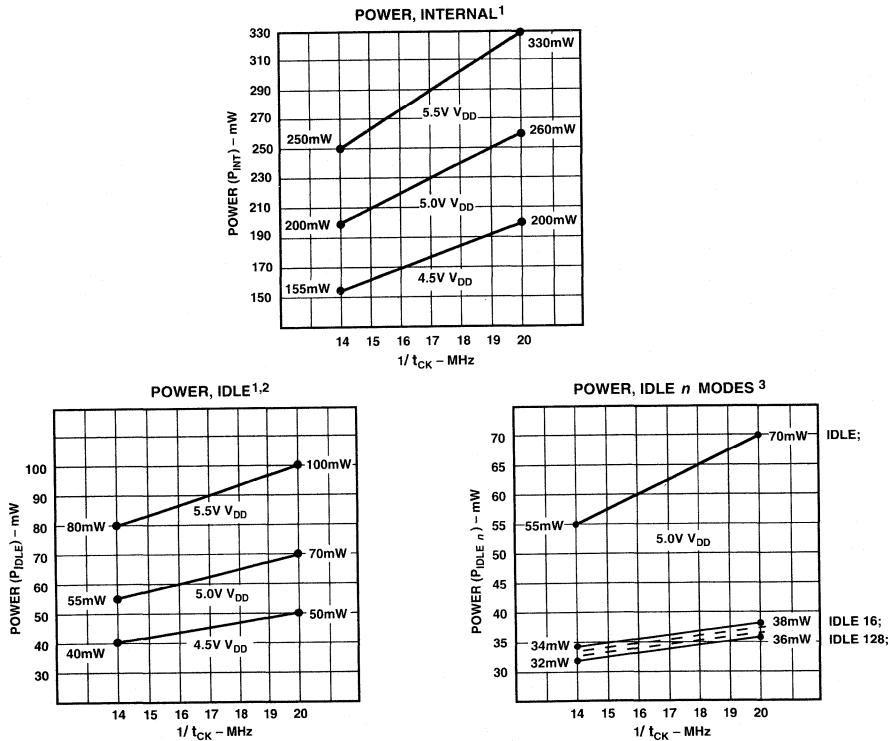 POWER, INTERNAL1
330
310
290
270
250
230
210
190
170
150
POWER (PINT) – mW
330mW
250mW
5.5V VDD
260mW
200mW
5.0V VDD
200mW
155mW
4.5V VDD
14 15 16 17 18 19 20
1/ tCK – MHz
POWER, IDLE1,2
100
90
80
70
60
50
40
30
POWER (PIDLE) – mW
100mW
80mW
5.5V VDD
70mW
55mW
5.0V VDD
50mW
40mW
4.5V VDD
14 15 16 17 18 19 20
1/ tCK – MHz
POWER, IDLE n MODES 3
70
65
60
55
50
40
35
30
POWER (PIDLE n) – mW
70mW IDLE;
55mW
5.0V VDD
38mW IDLE 16;
34mW
36mW IDLE 128;
32mW
14 15 16 17 18 19 20
1/ tCK – MHz